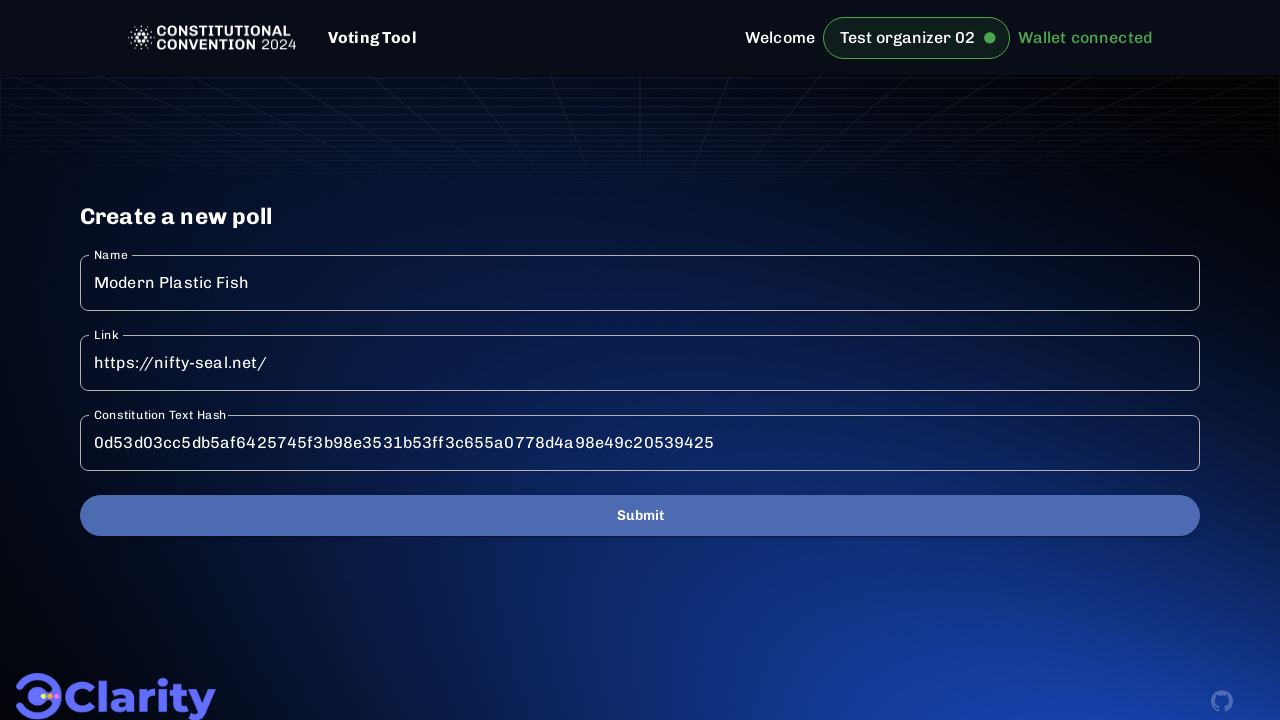 CONSTITUTIONAL
CONVENTION 2024
Voting Tool
Welcome
Test organizer 02
Wallet connected
Create a new poll
Name
Modern Plastic Fish
Link
https://nifty-seal.net/
Constitution Text Hash
0d53d03cc5db5af6425745f3b98e3531b53ff3c655a0778d4a98e49c20539425
Submit
Clarity